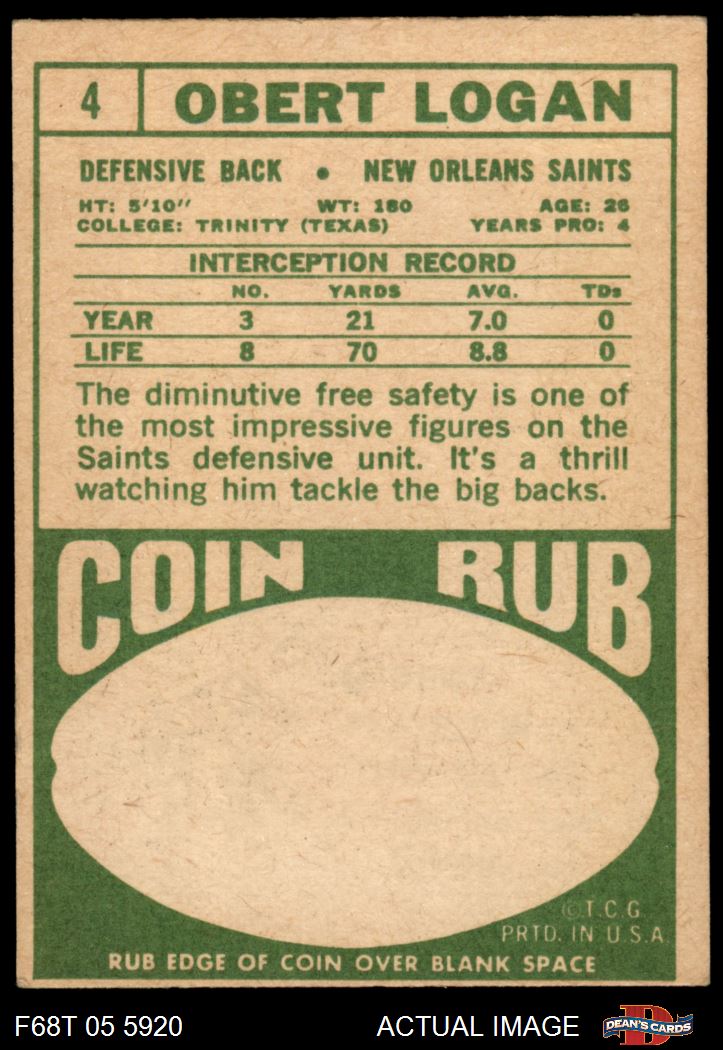 4 OBERT LOGAN
DEFENSIVE BACK • NEW ORLEANS SAINTS
HT: 5'10" WT: 180 AGE: 26
COLLEGE: TRINITY (TEXAS) YEARS PRO: 4
INTERCEPTION RECORD
NO. YARDS AVG. TDs
YEAR 3 21 7.0 0
LIFE 8 70 8.8 0
The diminutive free safety is one of
the most impressive figures on the
Saints defensive unit. It's a thrill
watching him tackle the big backs.
COIN RUB
©T.C.G.
PRTD. IN U.S.A.
RUB EDGE OF COIN OVER BLANK SPACE
F68T 05 5920 ACTUAL IMAGE D DEAN'S CARDS